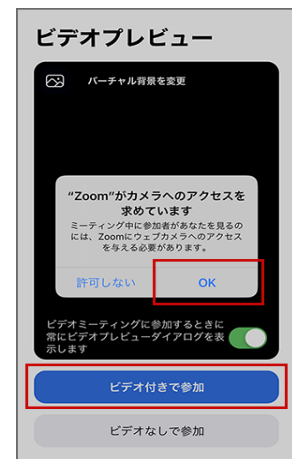 ビデオプレビュー
バーチャル背景を変更
“Zoom”がカメラへのアクセスを
求めています
ミーティング中に参加者があなたを見るの
には、Zoomにウェブカメラへのアクセス
を与える必要があります。
許可しない
OK
ビデオミーティングに参加するときに
常にビデオプレビューダイアログを表
示します
ビデオ付きで参加
ビデオなしで参加